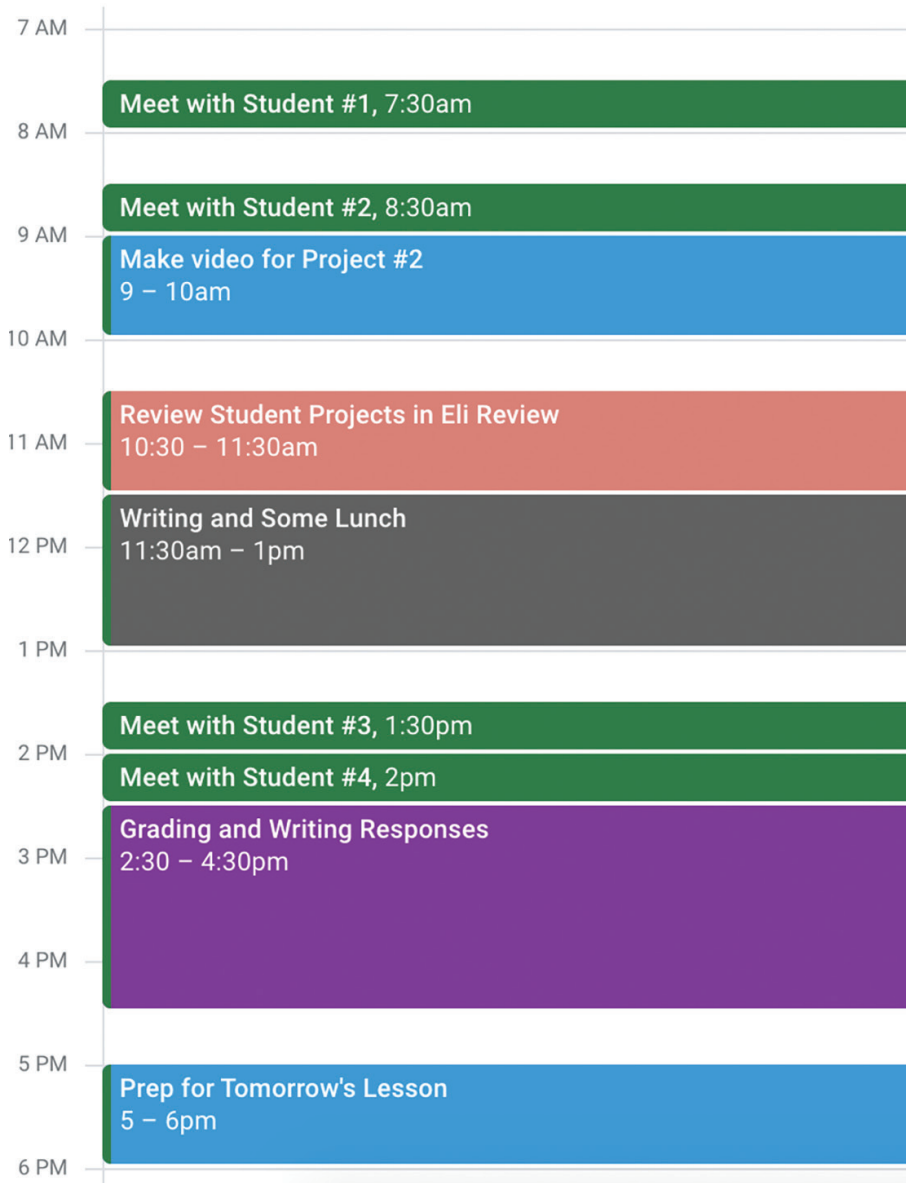 7 AM
Meet with Student #1, 7:30am
8 AM
Meet with Student #2, 8:30am
9 AM
Make video for Project #2
9 – 10am
10 AM
Review Student Projects in Eli Review
11 AM
10:30 – 11:30am
Writing and Some Lunch
12 PM
11:30am – 1pm
1 PM
Meet with Student #3, 1:30pm
2 PM
Meet with Student #4, 2pm
Grading and Writing Responses
3 PM
2:30 – 4:30pm
4 PM
5 PM
Prep for Tomorrow's Lesson
5 – 6pm
6 PM